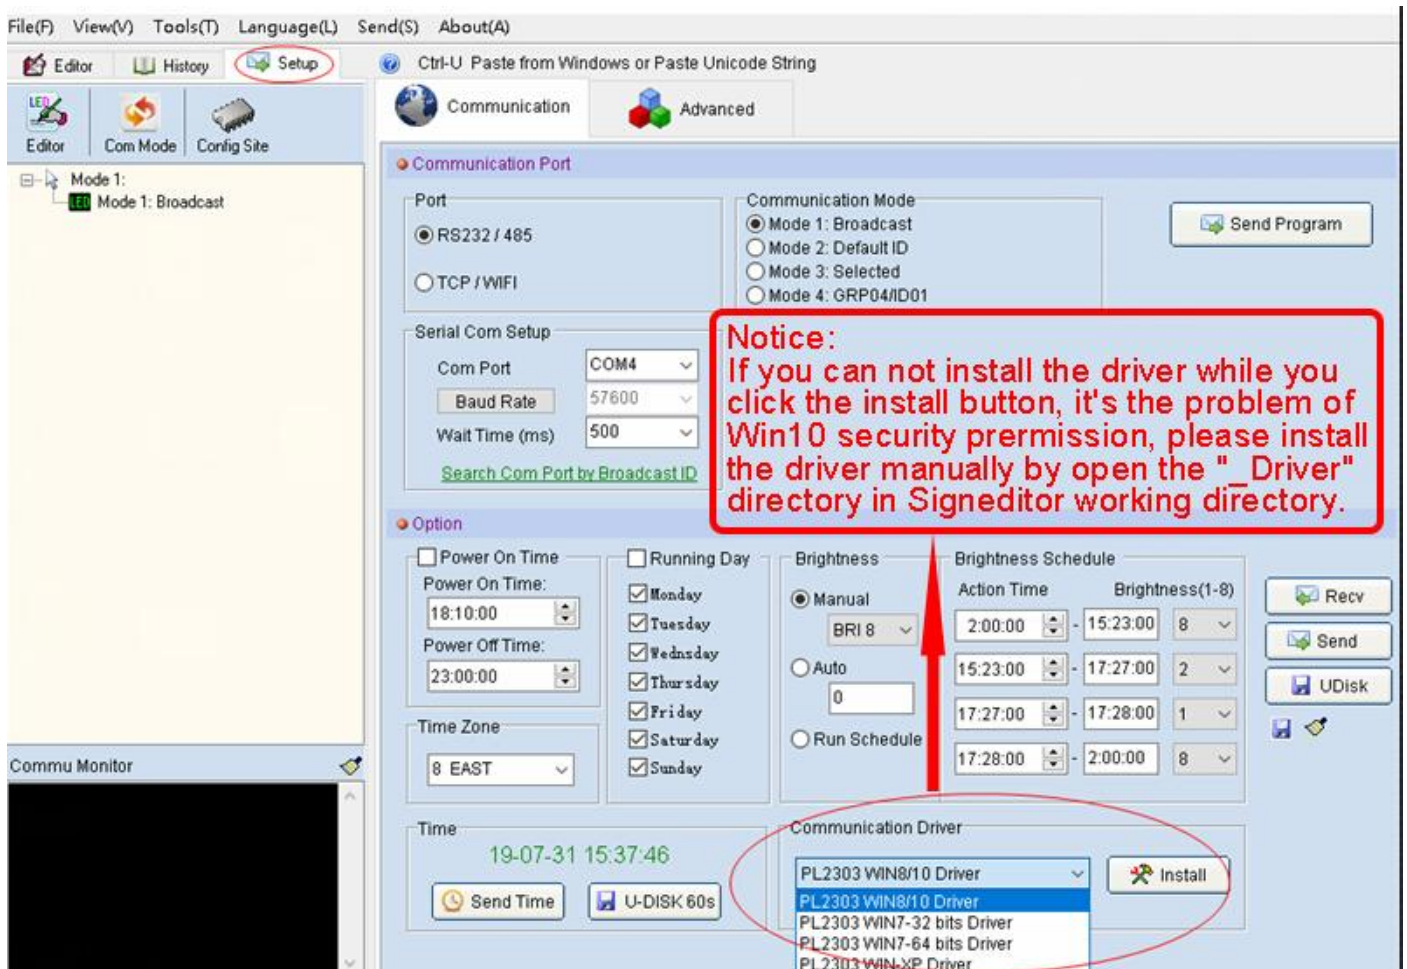 File(F) View(V) Tools(T) Language(L) Send(S) About(A)
Editor History Setup
Ctrl-U Paste from Windows or Paste Unicode String
LED
Editor Com Mode Config Site
Communication Advanced
Mode 1:
LED Mode 1: Broadcast
Communication Port
Port
RS232 / 485
TCP / WIFI
Communication Mode
Mode 1: Broadcast
Mode 2: Default ID
Mode 3: Selected
Mode 4: GRP04/ID01
Send Program
Serial Com Setup
Com Port COM4
Baud Rate 57600
Wait Time (ms) 500
Search Com Port by Broadcast ID
Notice:
If you can not install the driver while you
click the install button, it's the problem of
Win10 security prermission, please install
the driver manually by open the "_Driver"
directory in Signeditor working directory.
Option
Power On Time
Power On Time:
18:10:00
Power Off Time:
23:00:00
Time Zone
8 EAST
Running Day
Monday
Tuesday
Wednsday
Thursday
Friday
Saturday
Sunday
Brightness
Manual
BRI 8
Auto
0
Run Schedule
Brightness Schedule
Action Time Brightness(1-8)
2:00:00 - 15:23:00 8
15:23:00 - 17:27:00 2
17:27:00 - 17:28:00 1
17:28:00 - 2:00:00 8
Recv
Send
UDisk
Commu Monitor
Time
19-07-31 15:37:46
Send Time U-DISK 60s
Communication Driver
PL2303 WIN8/10 Driver Install
PL2303 WIN8/10 Driver
PL2303 WIN7-32 bits Driver
PL2303 WIN7-64 bits Driver
PL2303 WIN-XP Driver